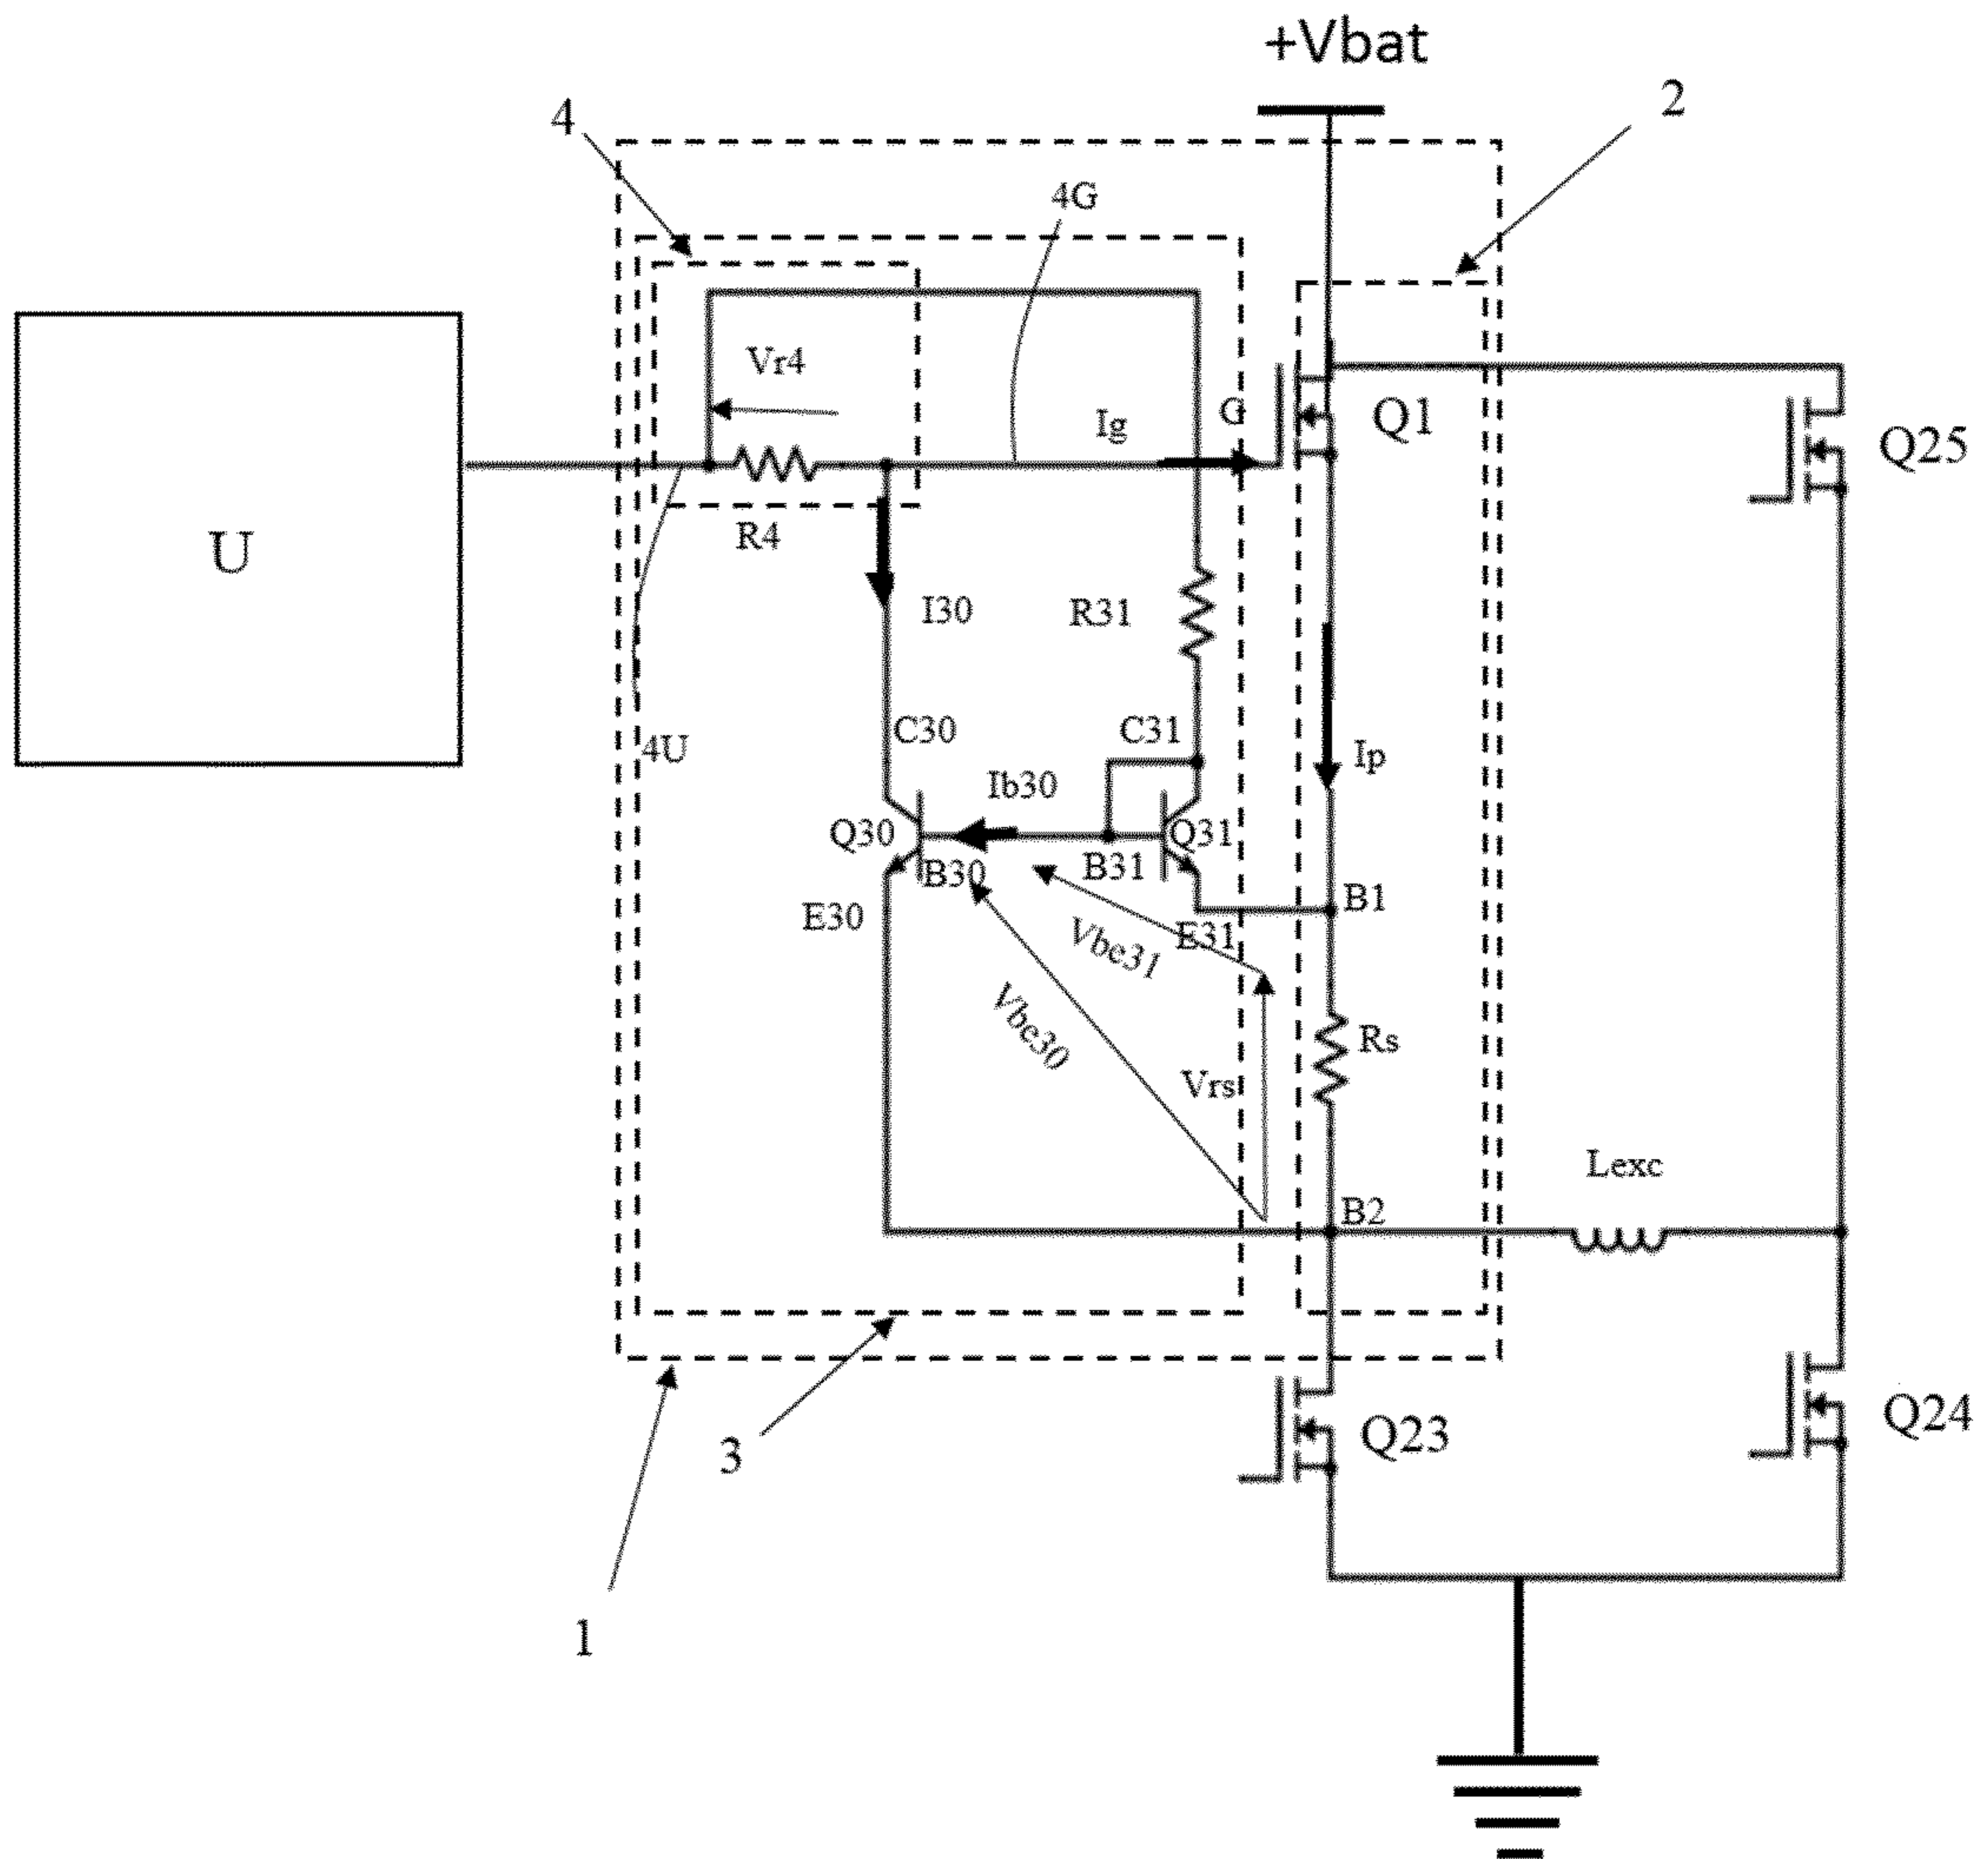 +Vbat
2
4
4G
Vr4
Ig
G
Q1
Q25
U
R4
I30
R31
C30
C31
4U
Ip
Ib30
Q30
Q31
B30
B31
B1
E30
Vbe31
E31
Vbe30
Rs
Vrs
Lexc
B2
Q24
Q23
3
1